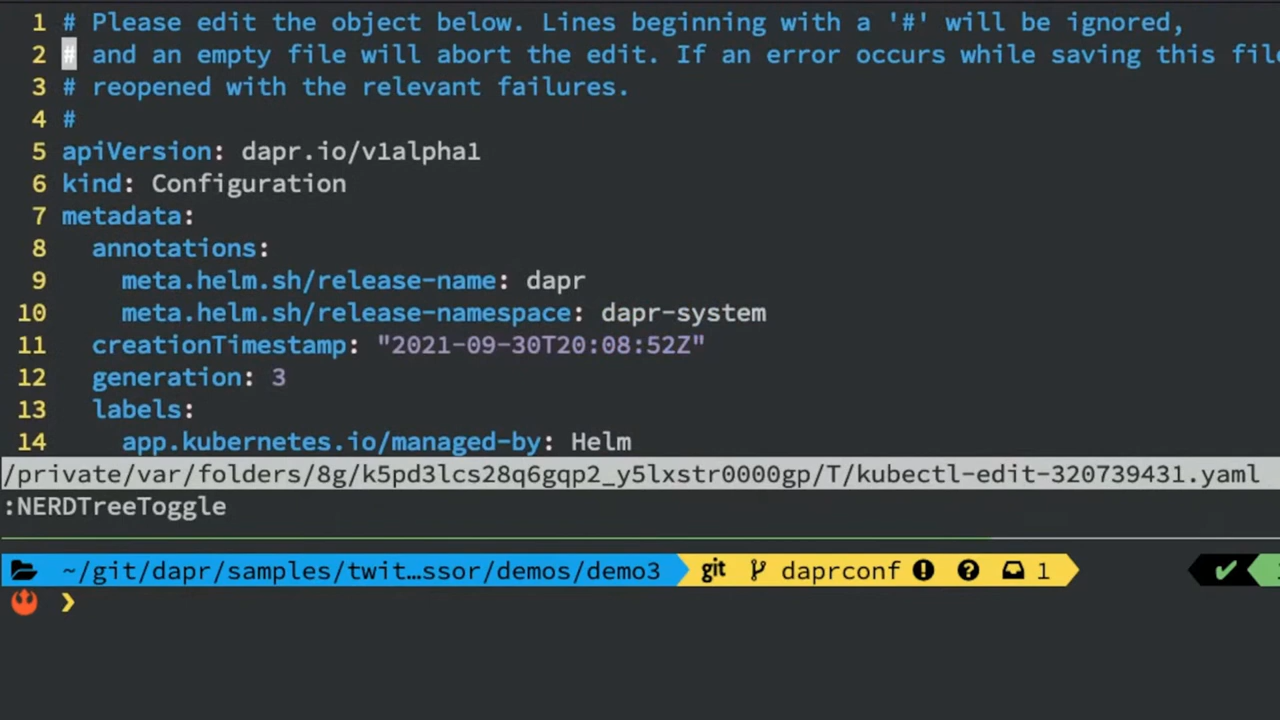 1 # Please edit the object below. Lines beginning with a '#' will be ignored,
2 # and an empty file will abort the edit. If an error occurs while saving this
3 # reopened with the relevant failures.
4 #
5 apiVersion: dapr.io/v1alpha1
6 kind: Configuration
7 metadata:
8 annotations:
9 meta.helm.sh/release-name: dapr
10 meta.helm.sh/release-namespace: dapr-system
11 creationTimestamp: "2021-09-30T20:08:52Z"
12 generation: 3
13 labels:
14 app.kubernetes.io/managed-by: Helm
/private/var/folders/8g/k5pd3lcs28q6gqp2_y5lxstr0000gp/T/kubectl-edit-320739431.yaml
:NERDTreeToggle
~/git/dapr/samples/twit…ssor/demos/demo3 git daprconf 1